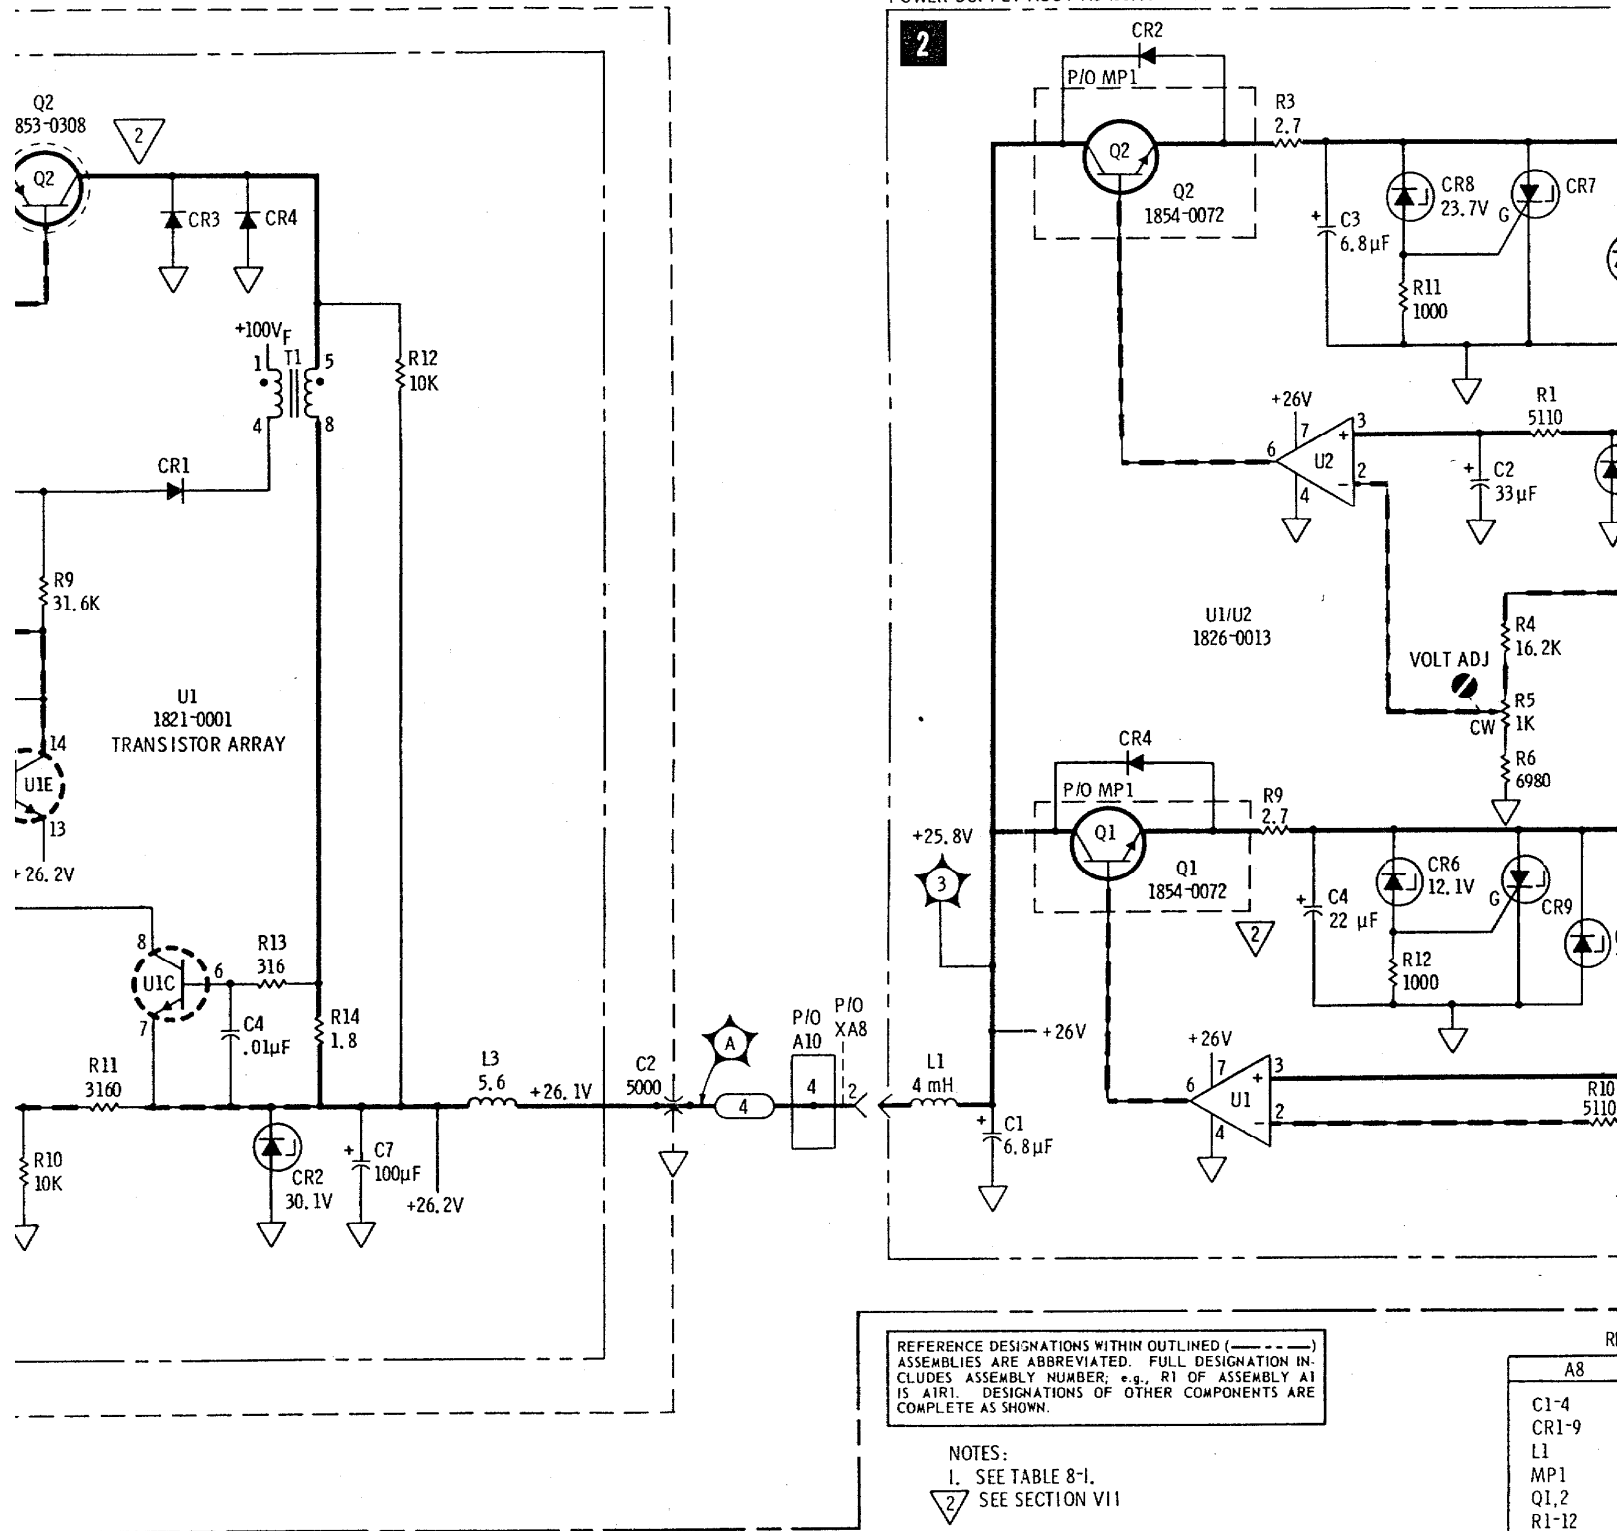 2
CR2
P/O MP1
Q2
853-0308
2
Q2
CR3
CR4
R3
2.7
Q2
Q2
1854-0072
C3
6.8µF
+
CR8
23.7V
G
CR7
R11
1000
+100V F
1
T1
5
4
8
R12
10K
CR1
+26V
7
6
U2
+
3
-
2
4
R1
5110
+
C2
33µF
R9
31.6K
U1
1821-0001
TRANSISTOR ARRAY
14
U1E
13
+26.2V
U1/U2
1826-0013
VOLT ADJ
CW
R4
16.2K
R5
1K
R6
6980
CR4
P/O MP1
Q1
Q1
1854-0072
2
R9
2.7
+25.8V
3
+
C4
22 µF
CR6
12.1V
G
CR9
R12
1000
8
U1C
6
7
R13
316
C4
.01µF
R14
1.8
R11
3160
R10
10K
CR2
30.1V
+
C7
100µF
+26.2V
L3
5.6
+26.1V
C2
5000
A
4
P/O
A10
4
P/O
XA8
2
L1
4 mH
+26V
+
C1
6.8µF
+26V
7
6
U1
+
3
-
2
4
R10
5110
REFERENCE DESIGNATIONS WITHIN OUTLINED (—--—)
ASSEMBLIES ARE ABBREVIATED. FULL DESIGNATION IN-
CLUDES ASSEMBLY NUMBER; e.g., R1 OF ASSEMBLY A1
IS A1R1. DESIGNATIONS OF OTHER COMPONENTS ARE
COMPLETE AS SHOWN.
NOTES:
1. SEE TABLE 8-1.
2 SEE SECTION VII
A8
C1-4
CR1-9
L1
MP1
Q1,2
R1-12